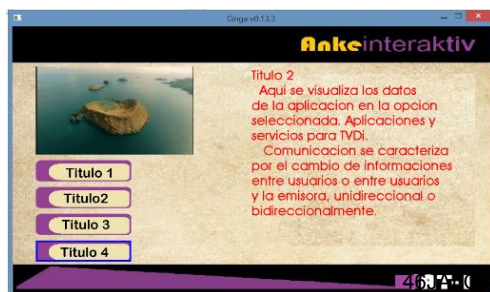 Ginga v0.13.3
Ankeinteraktiv
Titulo 2
Aqui se visualiza los datos
de la aplicacion en la opcion
seleccionada. Aplicaciones y
servicios para TVDi.
Comunicacion se caracteriza
por el cambio de informaciones
entre usuarios o entre usuarios
y la emisora, unidireccional o
bidireccionalmente.
Titulo 1
Titulo2
Titulo 3
Titulo 4